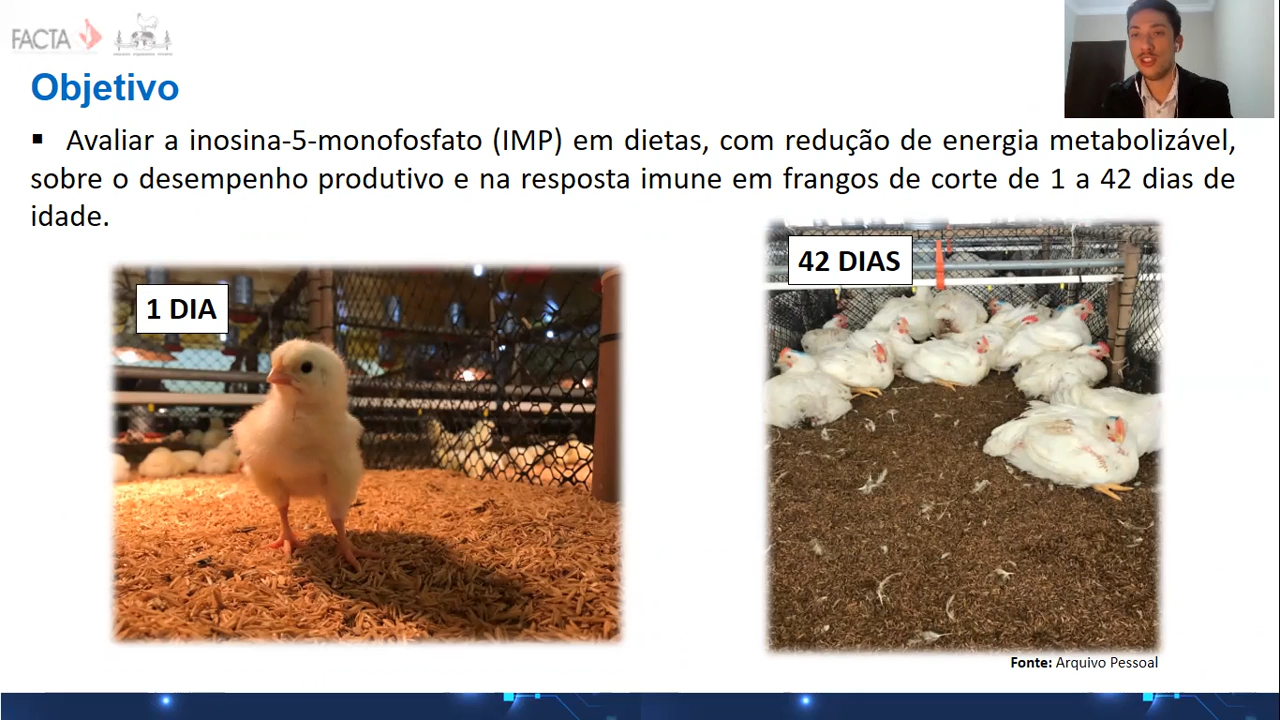 FACTA
Objetivo
▪ Avaliar a inosina-5-monofosfato (IMP) em dietas, com redução de energia metabolizável,
sobre o desempenho produtivo e na resposta imune em frangos de corte de 1 a 42 dias de
idade.
1 DIA
42 DIAS
Fonte: Arquivo Pessoal